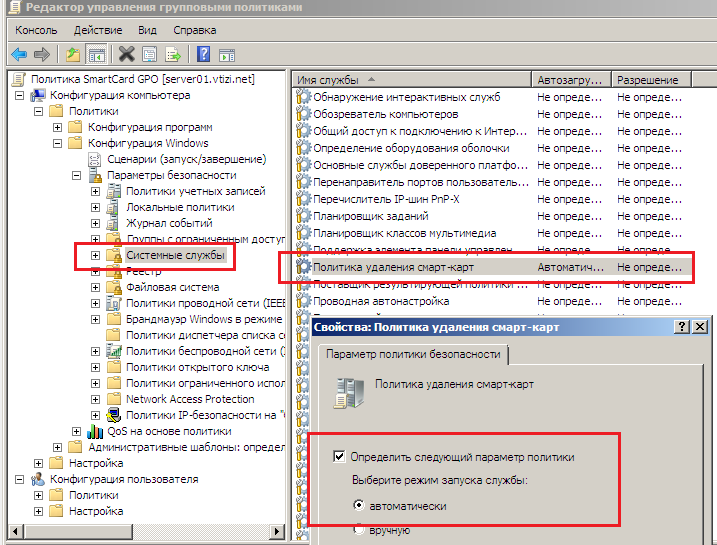 Редактор управления групповыми политиками
Консоль Действие Вид Справка
Политика SmartCard GPO [server01.vtizi.net]
Конфигурация компьютера
Политики
Конфигурация программ
Конфигурация Windows
Сценарии (запуск/завершение)
Параметры безопасности
Политики учетных записей
Локальные политики
Журнал событий
Группы с ограниченным доступ
Системные службы
Реестр
Файловая система
Политики проводной сети (IEEE
Брандмауэр Windows в режиме
Политики диспетчера списка се
Политики беспроводной сети (I
Политики открытого ключа
Политики ограниченного испол
Network Access Protection
Политики IP-безопасности на "
QoS на основе политики
Административные шаблоны: определ
Настройка
Конфигурация пользователя
Политики
Настройка
Имя службы Автозагру... Разрешение
Обнаружение интерактивных служб Не опреде... Не опреде...
Обозреватель компьютеров Не опреде... Не опреде...
Общий доступ к подключению к Интер... Не опреде... Не опреде...
Определение оборудования оболочки Не опреде... Не опреде...
Основные службы доверенного платфо... Не опреде... Не опреде...
Перенаправитель портов пользователь... Не опреде... Не опреде...
Перечислитель IP-шин PnP-X Не опреде... Не опреде...
Планировщик заданий Не опреде... Не опреде...
Планировщик классов мультимедиа Не опреде... Не опреде...
Поддержка элемента панели управлен... Не опреде... Не опреде...
Политика удаления смарт-карт Автоматич... Не опреде...
Поставщик результирующей политики ... Не опреде... Не опреде...
Проводная автонастройка Не опреде... Не опреде...
Свойства: Политика удаления смарт-карт
Параметр политики безопасности
Политика удаления смарт-карт
Определить следующий параметр политики
Выберите режим запуска службы:
автоматически
вручную